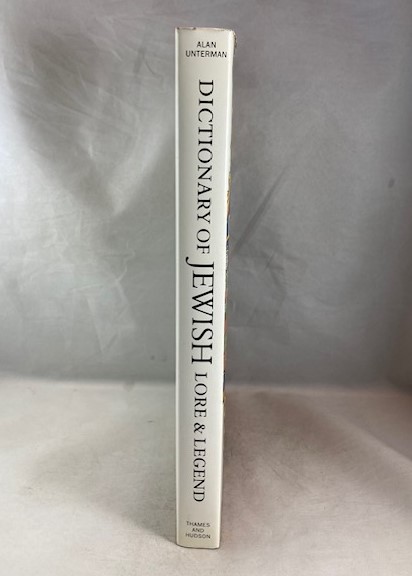 ALAN
UNTERMAN
DICTIONARY OF JEWISH LORE & LEGEND
THAMES
AND
HUDSON